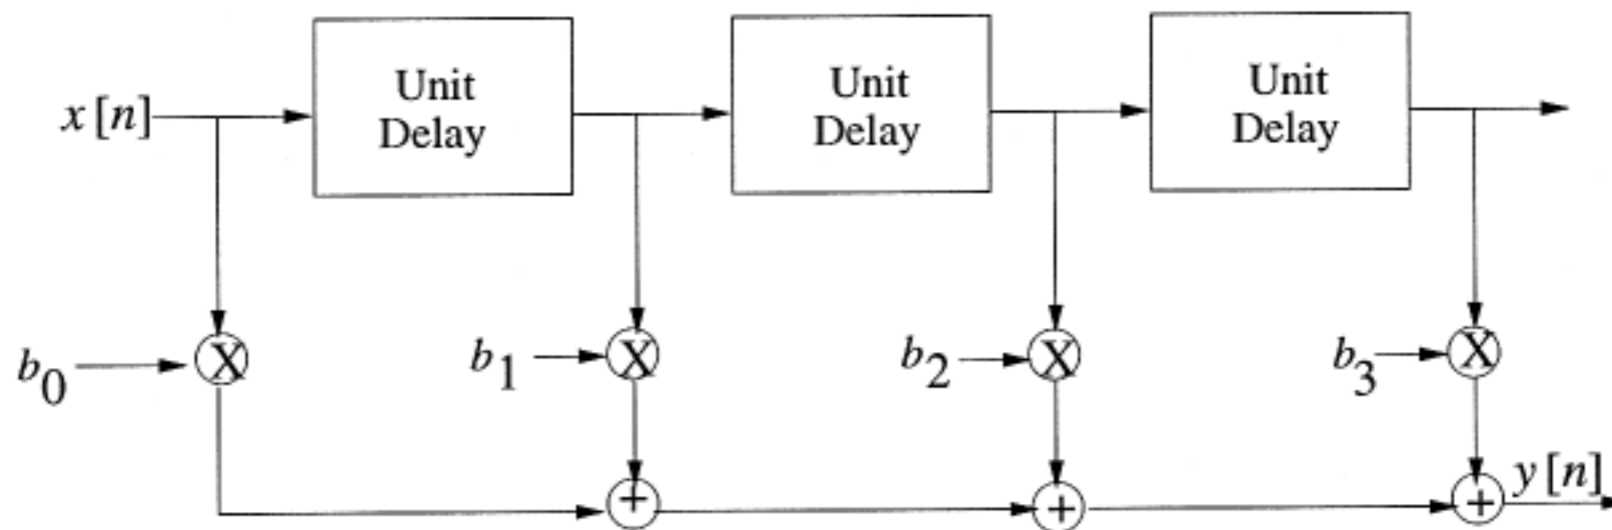 x[n]
Unit
Delay
Unit
Delay
Unit
Delay
b0
X
b1
X
b2
X
b3
X
+
+
+
y[n]